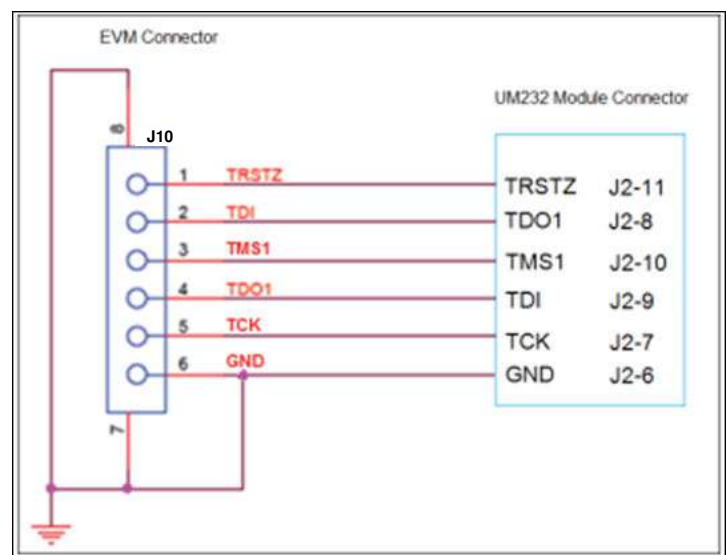 EVM Connector
UM232 Module Connector
8
J10
1 TRSTZ TRSTZ J2-11
2 TDI TDO1 J2-8
3 TMS1 TMS1 J2-10
4 TDO1 TDI J2-9
5 TCK TCK J2-7
6 GND GND J2-6
7